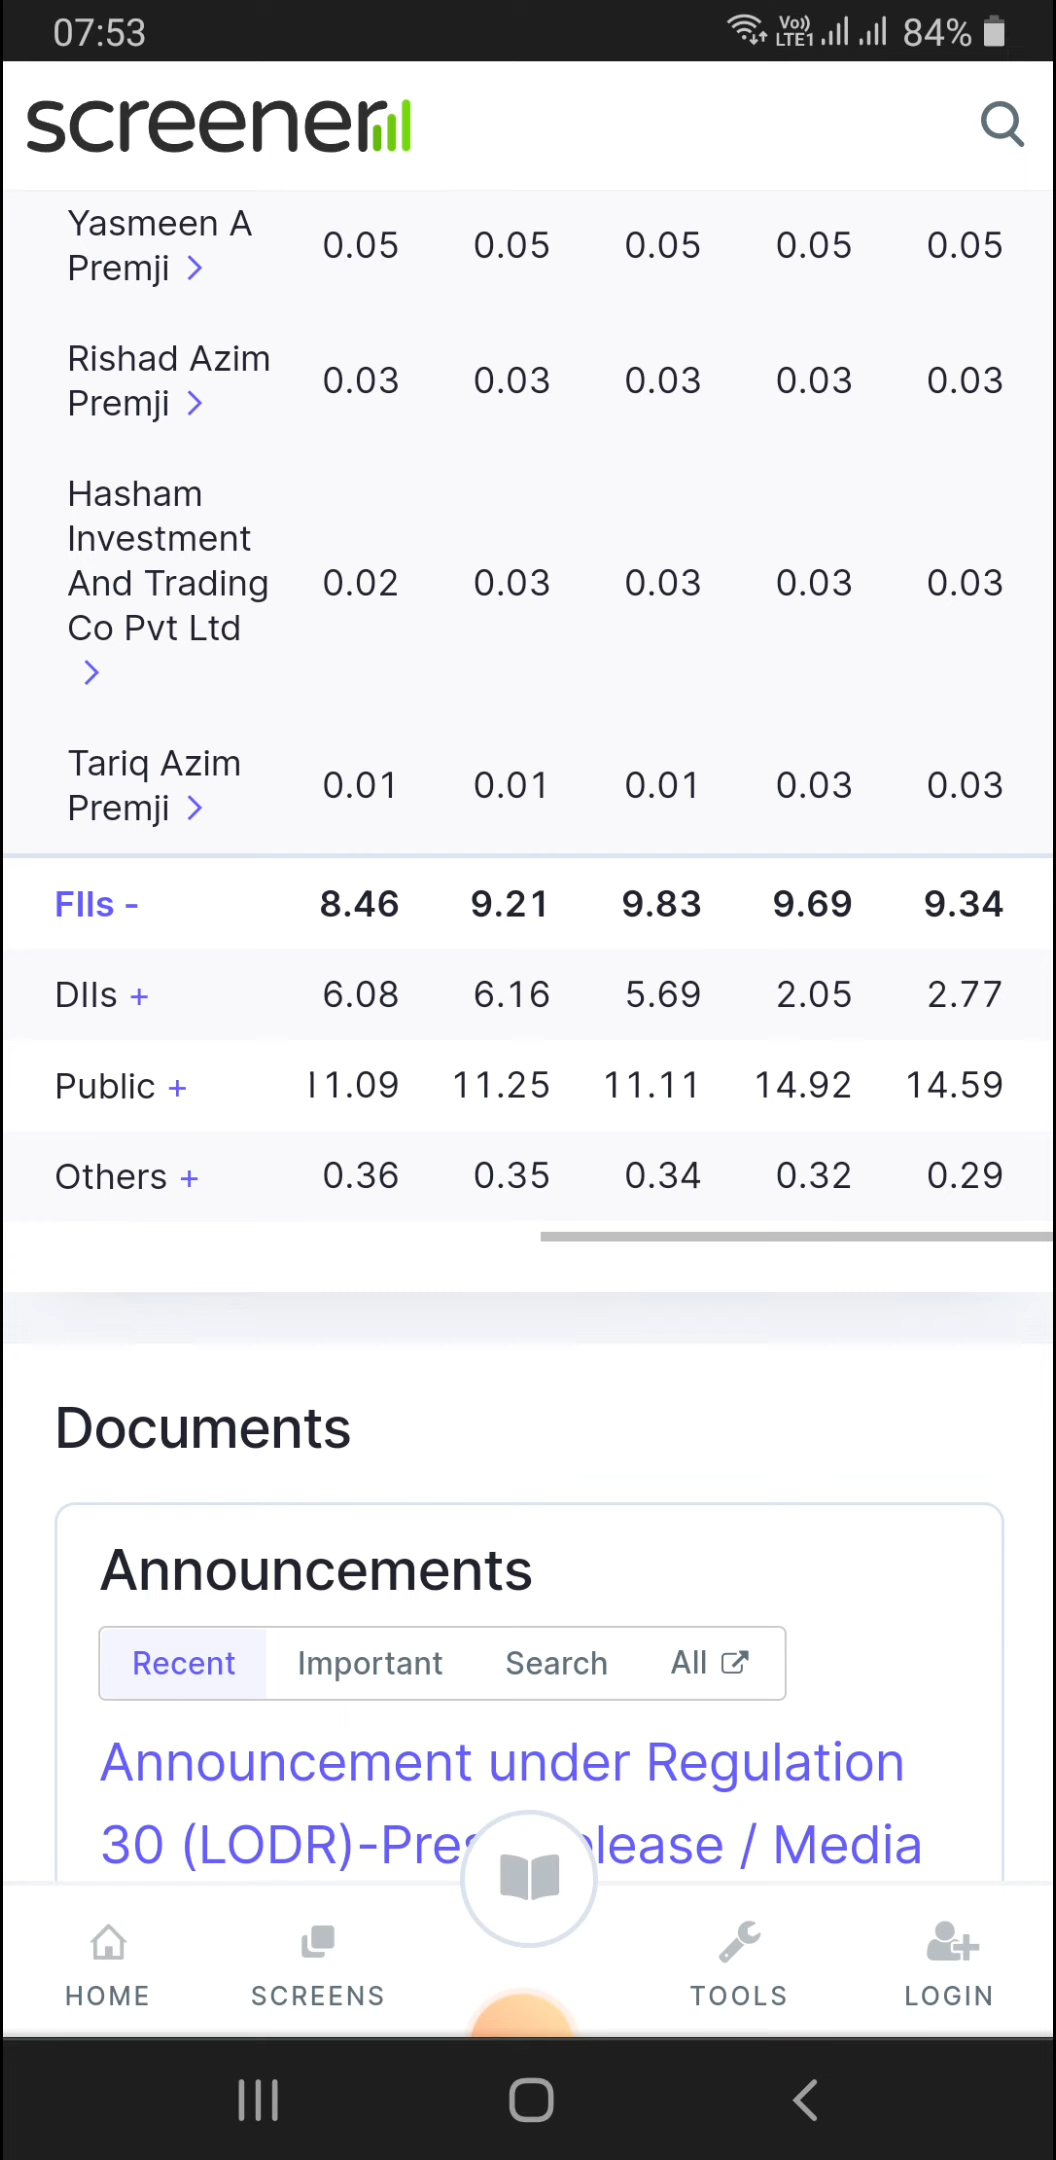 07:53 Vo)) LTE1 84%
screener
Yasmeen A
Premji > 0.05 0.05 0.05 0.05 0.05
Rishad Azim
Premji > 0.03 0.03 0.03 0.03 0.03
Hasham
Investment
And Trading 0.02 0.03 0.03 0.03 0.03
Co Pvt Ltd
>
Tariq Azim
Premji > 0.01 0.01 0.01 0.03 0.03
FIIs - 8.46 9.21 9.83 9.69 9.34
DIIs + 6.08 6.16 5.69 2.05 2.77
Public + 11.09 11.25 11.11 14.92 14.59
Others + 0.36 0.35 0.34 0.32 0.29
Documents
Announcements
Recent Important Search All
Announcement under Regulation
30 (LODR)- / Media
HOME SCREENS TOOLS LOGIN